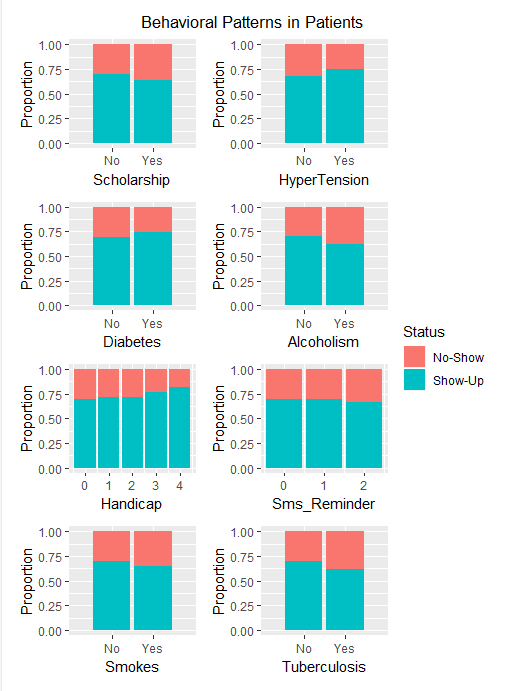 Behavioral Patterns in Patients
Proportion
1.00
0.75
0.50
0.25
0.00
No Yes
Scholarship
Proportion
1.00
0.75
0.50
0.25
0.00
No Yes
HyperTension
Proportion
1.00
0.75
0.50
0.25
0.00
No Yes
Diabetes
Proportion
1.00
0.75
0.50
0.25
0.00
No Yes
Alcoholism
Proportion
1.00
0.75
0.50
0.25
0.00
0 1 2 3 4
Handicap
Proportion
1.00
0.75
0.50
0.25
0.00
0 1 2
Sms_Reminder
Proportion
1.00
0.75
0.50
0.25
0.00
No Yes
Smokes
Proportion
1.00
0.75
0.50
0.25
0.00
No Yes
Tuberculosis
Status
No-Show
Show-Up